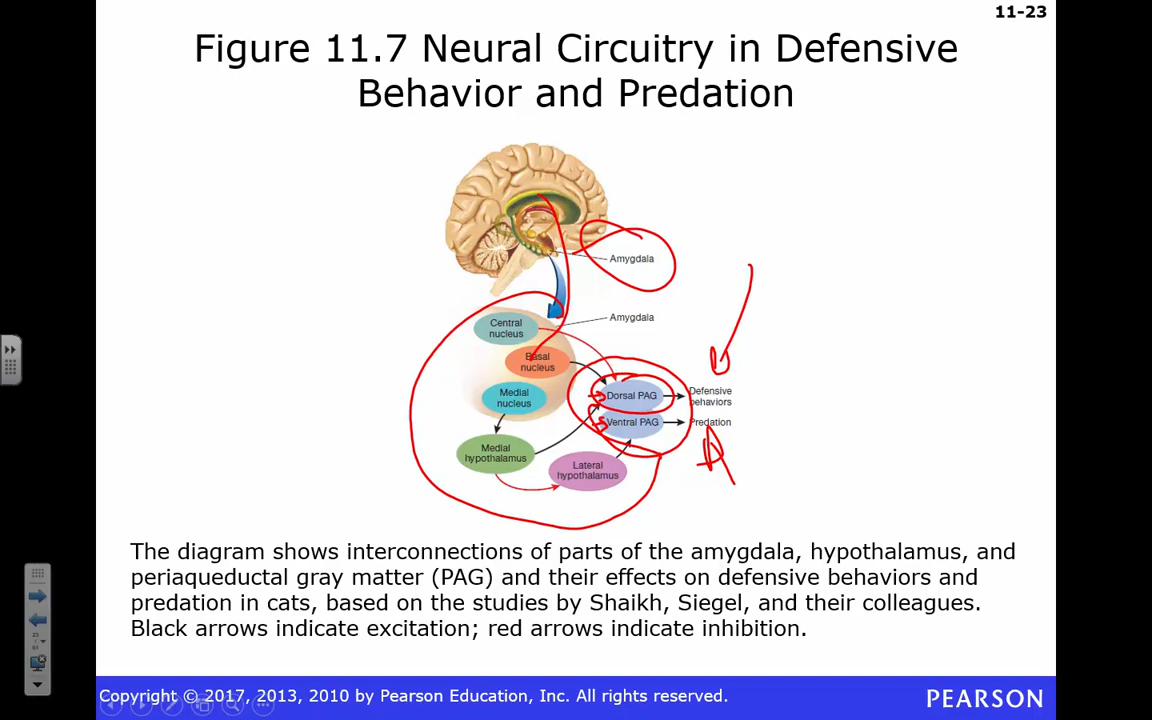 11-23
Figure 11.7 Neural Circuitry in Defensive
Behavior and Predation
Amygdala
Amygdala
Central
nucleus
Basal
nucleus
Medial
nucleus
Dorsal PAG
Defensive
behaviors
Ventral PAG
Predation
Medial
hypothalamus
Lateral
hypothalamus
The diagram shows interconnections of parts of the amygdala, hypothalamus, and
periaqueductal gray matter (PAG) and their effects on defensive behaviors and
predation in cats, based on the studies by Shaikh, Siegel, and their colleagues.
Black arrows indicate excitation; red arrows indicate inhibition.
Copyright © 2017, 2013, 2010 by Pearson Education, Inc. All rights reserved.
PEARSON